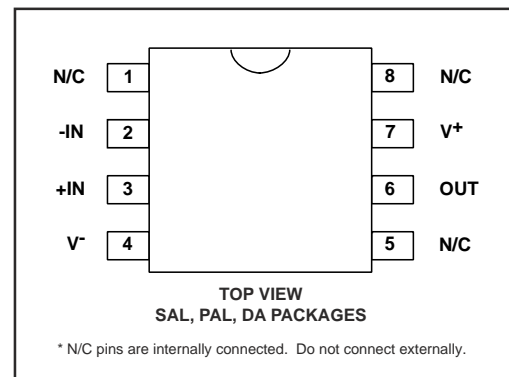 N/C 1 8 N/C
-IN 2 7 V+
+IN 3 6 OUT
V- 4 5 N/C
TOP VIEW
SAL, PAL, DA PACKAGES
* N/C pins are internally connected. Do not connect externally.